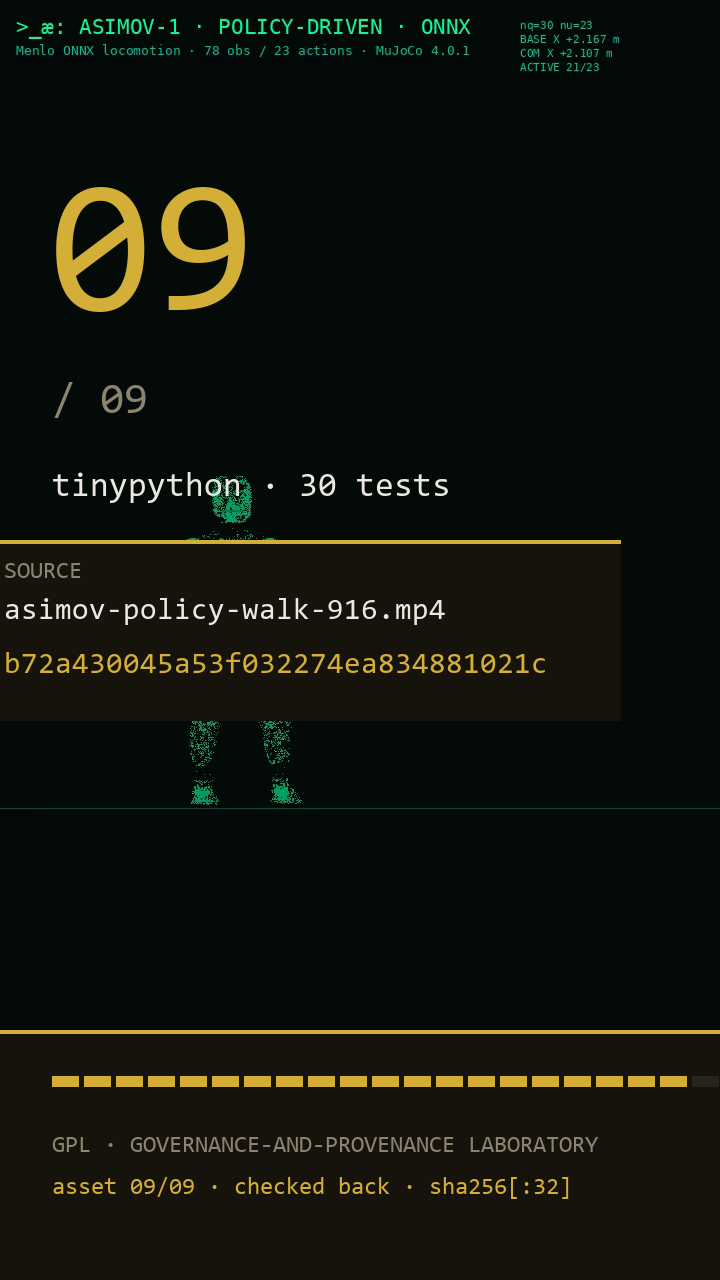 >_æ: ASIMOV-1 · POLICY-DRIVEN · ONNX
Menlo ONNX locomotion · 78 obs / 23 actions · MuJoCo 4.0.1
nq=30 nu=23
BASE X +2.167 m
COM X +2.107 m
ACTIVE 21/23
09
/ 09
tinypython · 30 tests
SOURCE
asimov-policy-walk-916.mp4
b72a430045a53f032274ea834881021c
GPL · GOVERNANCE-AND-PROVENANCE LABORATORY
asset 09/09 · checked back · sha256[:32]